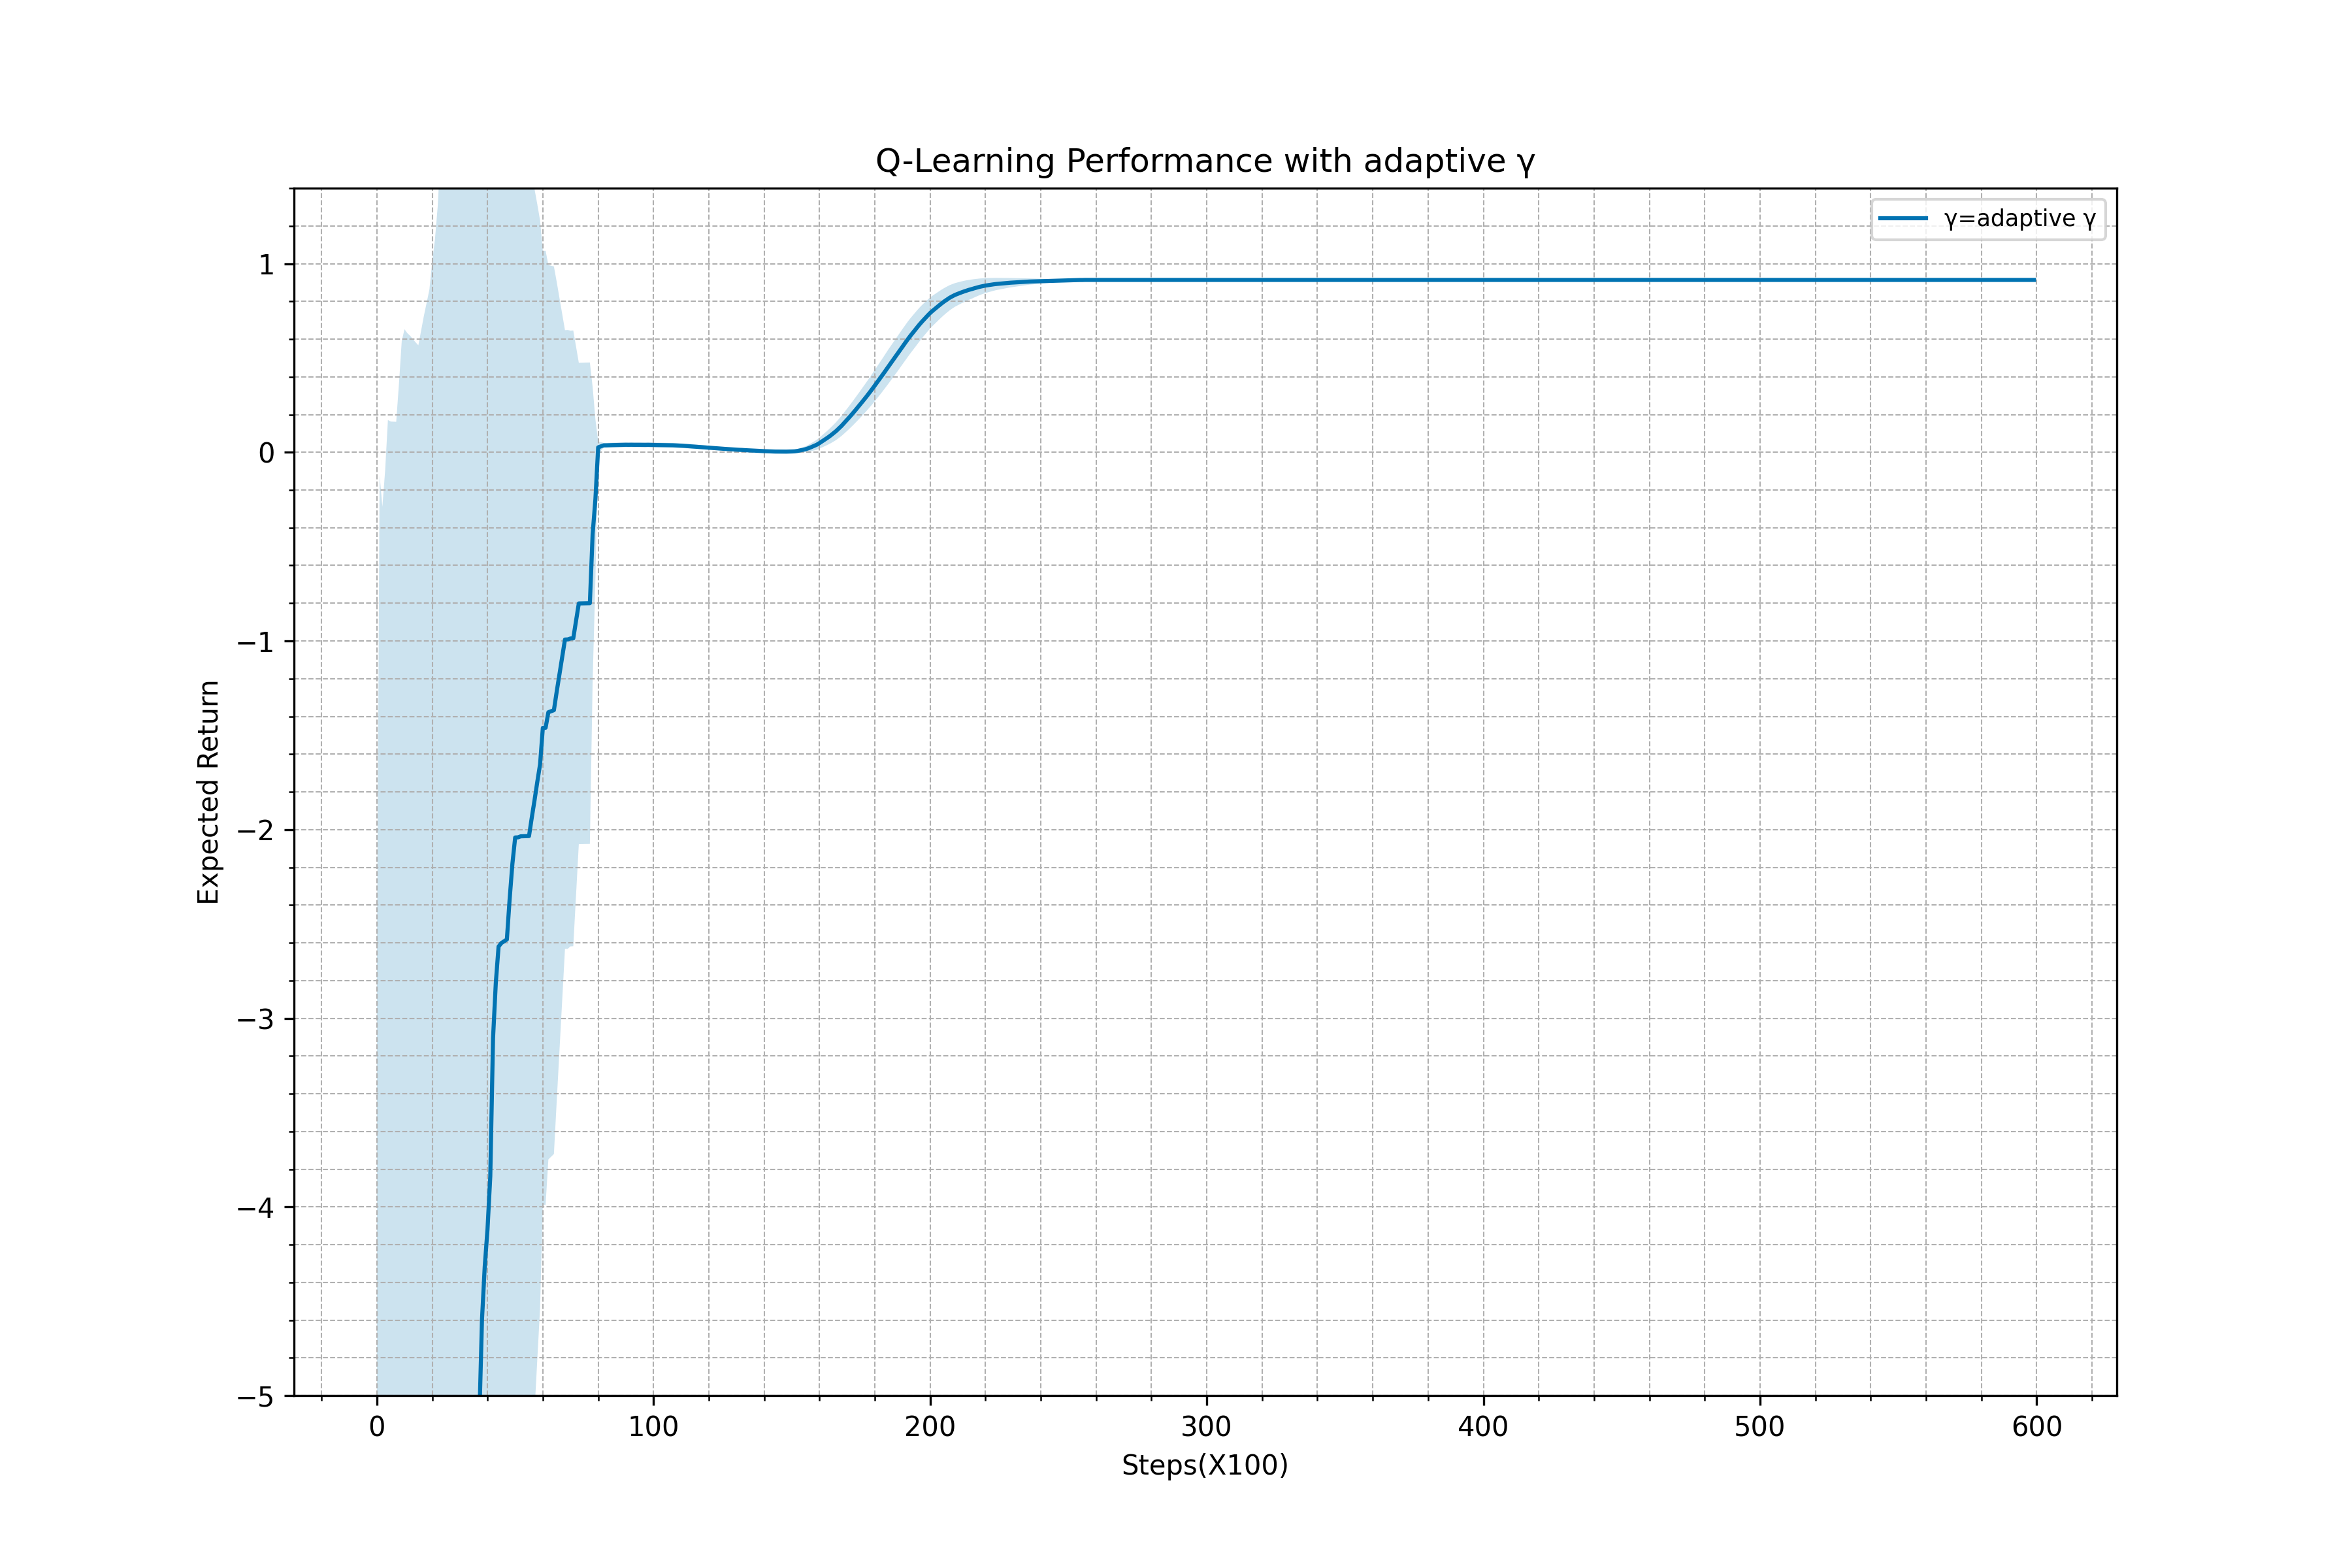 Q-Learning Performance with adaptive γ
γ=adaptive γ
Expected Return
1
0
−1
−2
−3
−4
−5
0 100 200 300 400 500 600
Steps(X100)